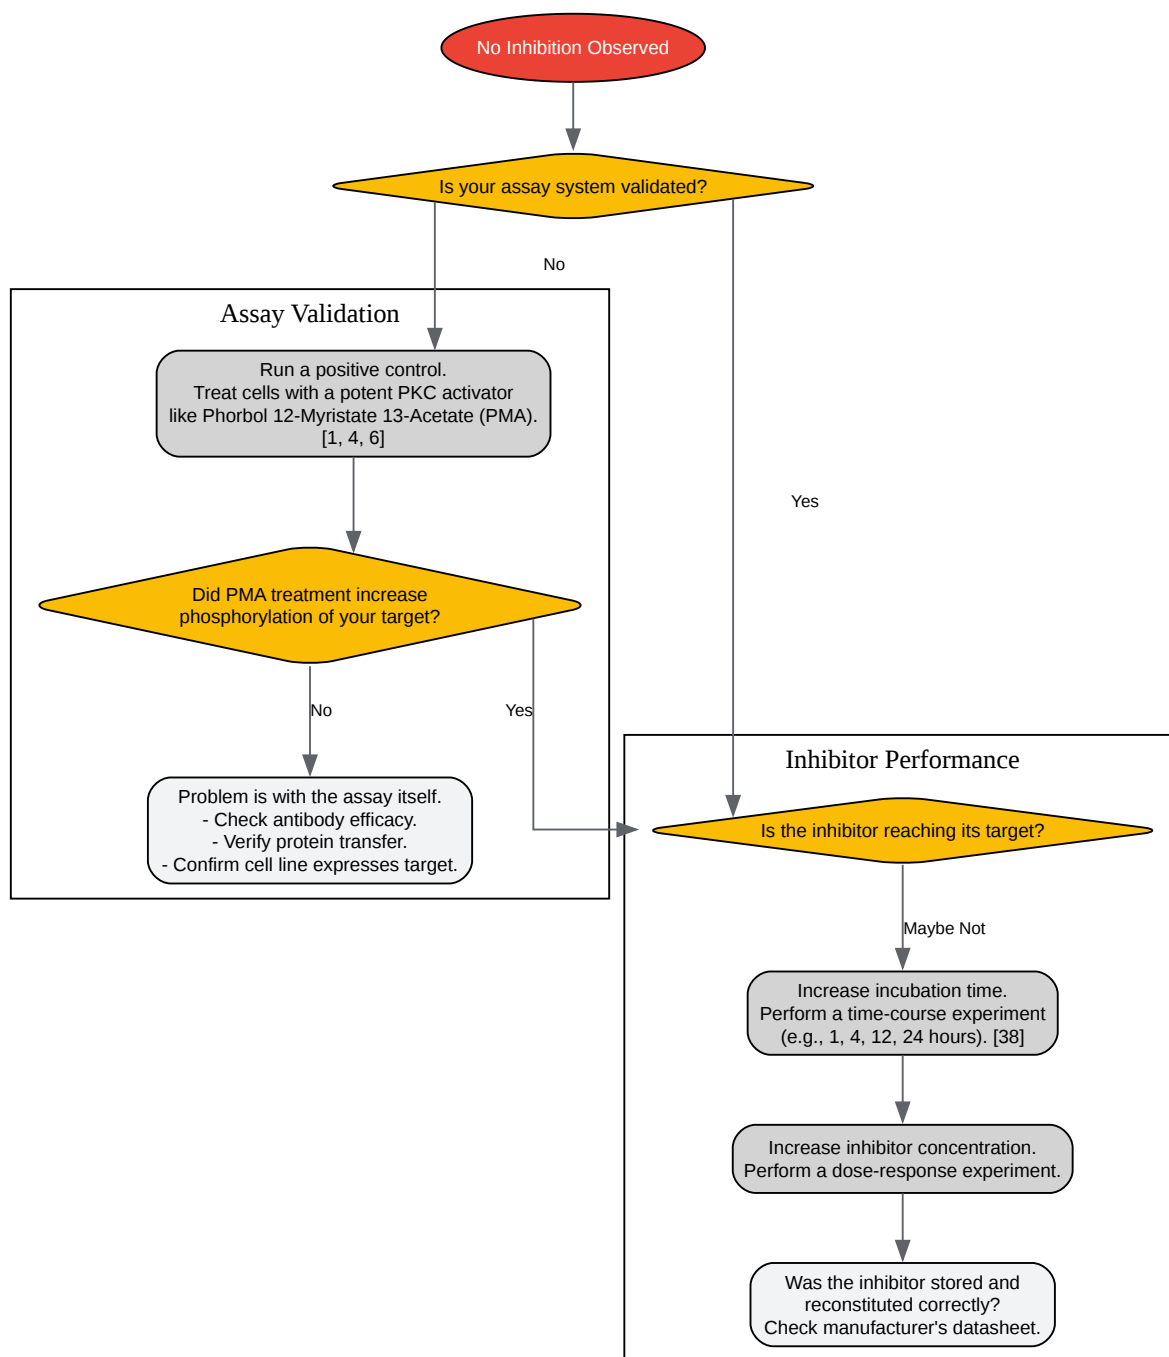 No Inhibition Observed
Is your assay system validated?
No
Assay Validation
Run a positive control.
Treat cells with a potent PKC activator
like Phorbol 12-Myristate 13-Acetate (PMA).
[1, 4, 6]
Yes
Did PMA treatment increase
phosphorylation of your target?
No
Yes
Problem is with the assay itself.
- Check antibody efficacy.
- Verify protein transfer.
- Confirm cell line expresses target.
Inhibitor Performance
Is the inhibitor reaching its target?
Maybe Not
Increase incubation time.
Perform a time-course experiment
(e.g., 1, 4, 12, 24 hours). [38]
Increase inhibitor concentration.
Perform a dose-response experiment.
Was the inhibitor stored and
reconstituted correctly?
Check manufacturer's datasheet.